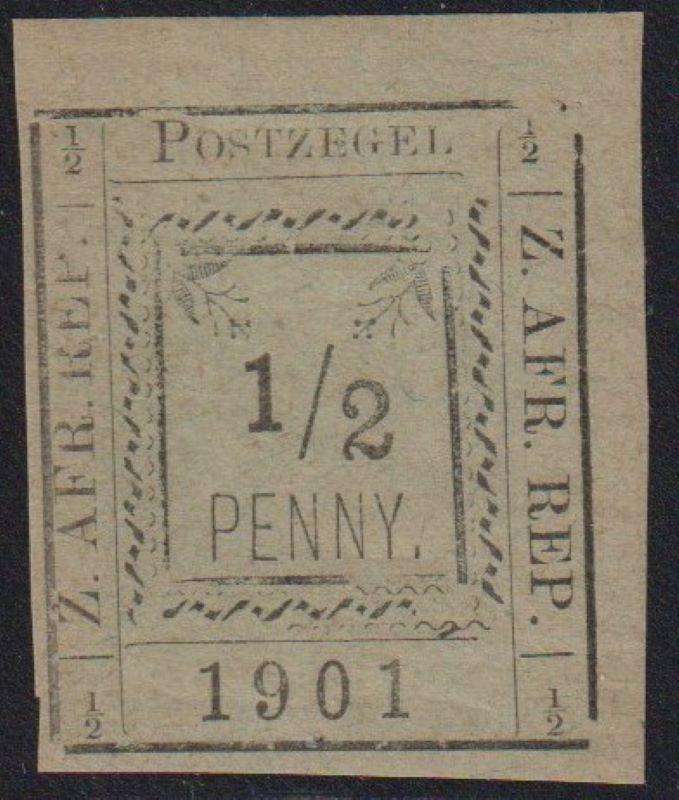 ½ POSTZEGEL ½
Z. AFR. REP.
Z. AFR. REP.
1/2
PENNY.
½ 1901 ½